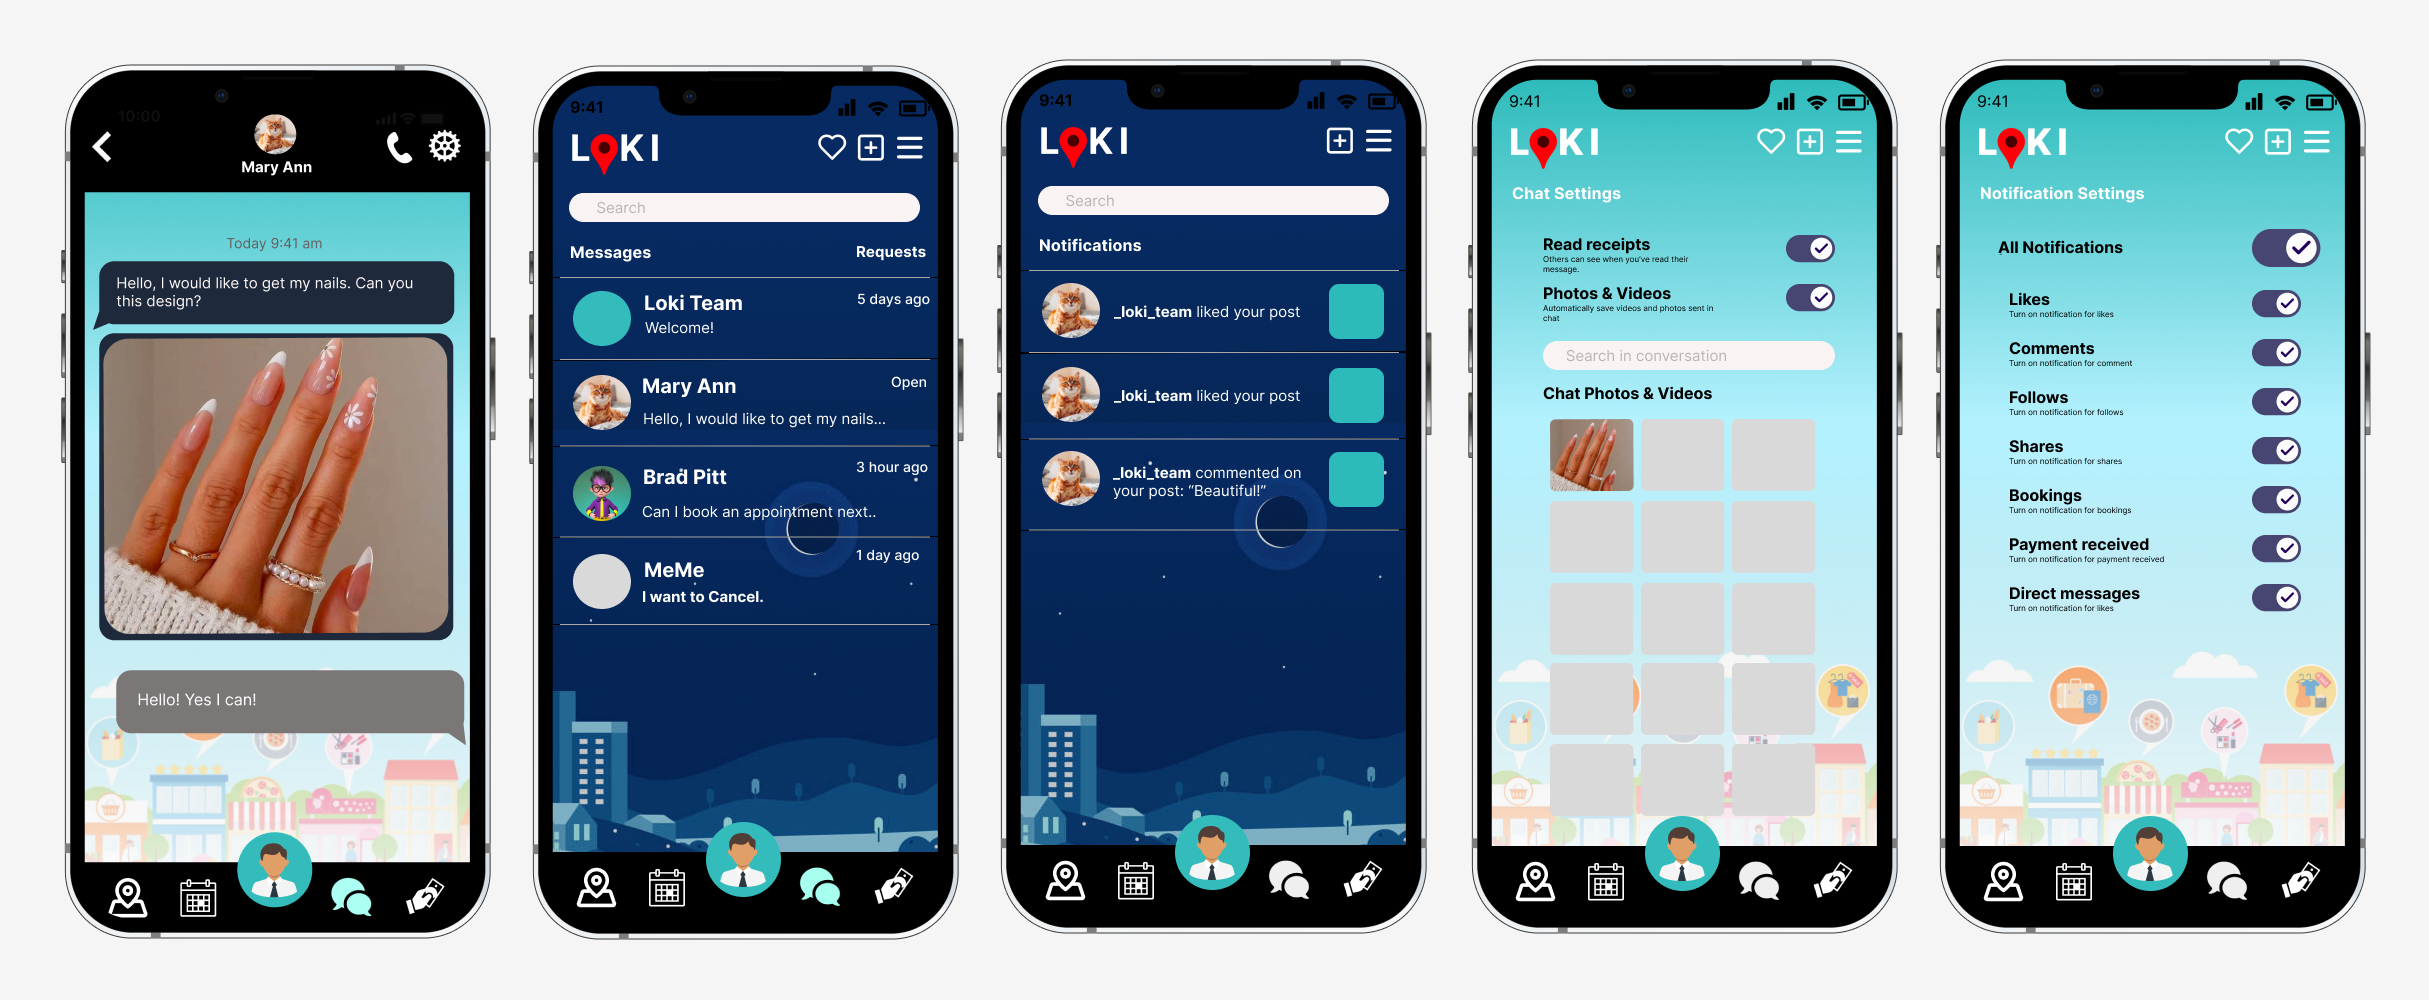 10:00
Mary Ann
Today 9:41 am
Hello, I would like to get my nails. Can you
this design?
Hello! Yes I can!
9:41
LOKI
Search
Messages
Requests
Loki Team
5 days ago
Welcome!
Mary Ann
Open
Hello, I would like to get my nails...
Brad Pitt
3 hour ago
Can I book an appointment next..
MeMe
1 day ago
I want to Cancel.
9:41
LOKI
Search
Notifications
_loki_team liked your post
_loki_team liked your post
_loki_team commented on
your post: “Beautiful!”
9:41
LOKI
Chat Settings
Read receipts
Others can see when you've read their
message.
Photos & Videos
Automatically save videos and photos sent in
chat
Search in conversation
Chat Photos & Videos
9:41
LOKI
Notification Settings
All Notifications
Likes
Turn on notification for likes
Comments
Turn on notification for comment
Follows
Turn on notification for follows
Shares
Turn on notification for shares
Bookings
Turn on notification for bookings
Payment received
Turn on notification for payment received
Direct messages
Turn on notification for likes